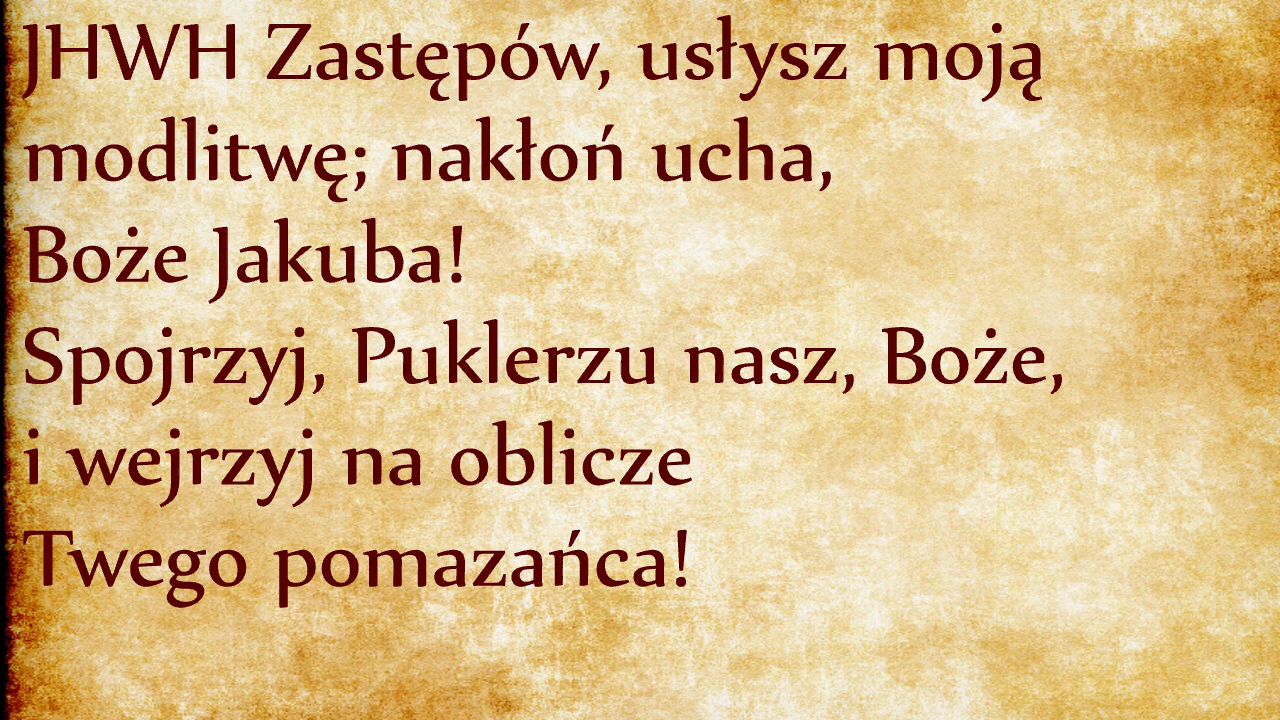 JHWH Zastępów, usłysz moją
modlitwę; nakłoń ucha,
Boże Jakuba!
Spojrzyj, Puklerzu nasz, Boże,
i wejrzyj na oblicze
Twego pomazańca!